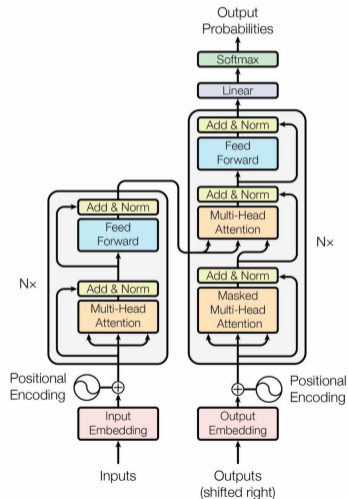 Output
Probabilities
Softmax
Linear
Add & Norm
Feed
Forward
Add & Norm
Multi-Head
Attention
Add & Norm
Masked
Multi-Head
Attention
N×
Add & Norm
Feed
Forward
Add & Norm
Multi-Head
Attention
N×
Positional
Encoding
Positional
Encoding
Input
Embedding
Output
Embedding
Inputs
Outputs
(shifted right)